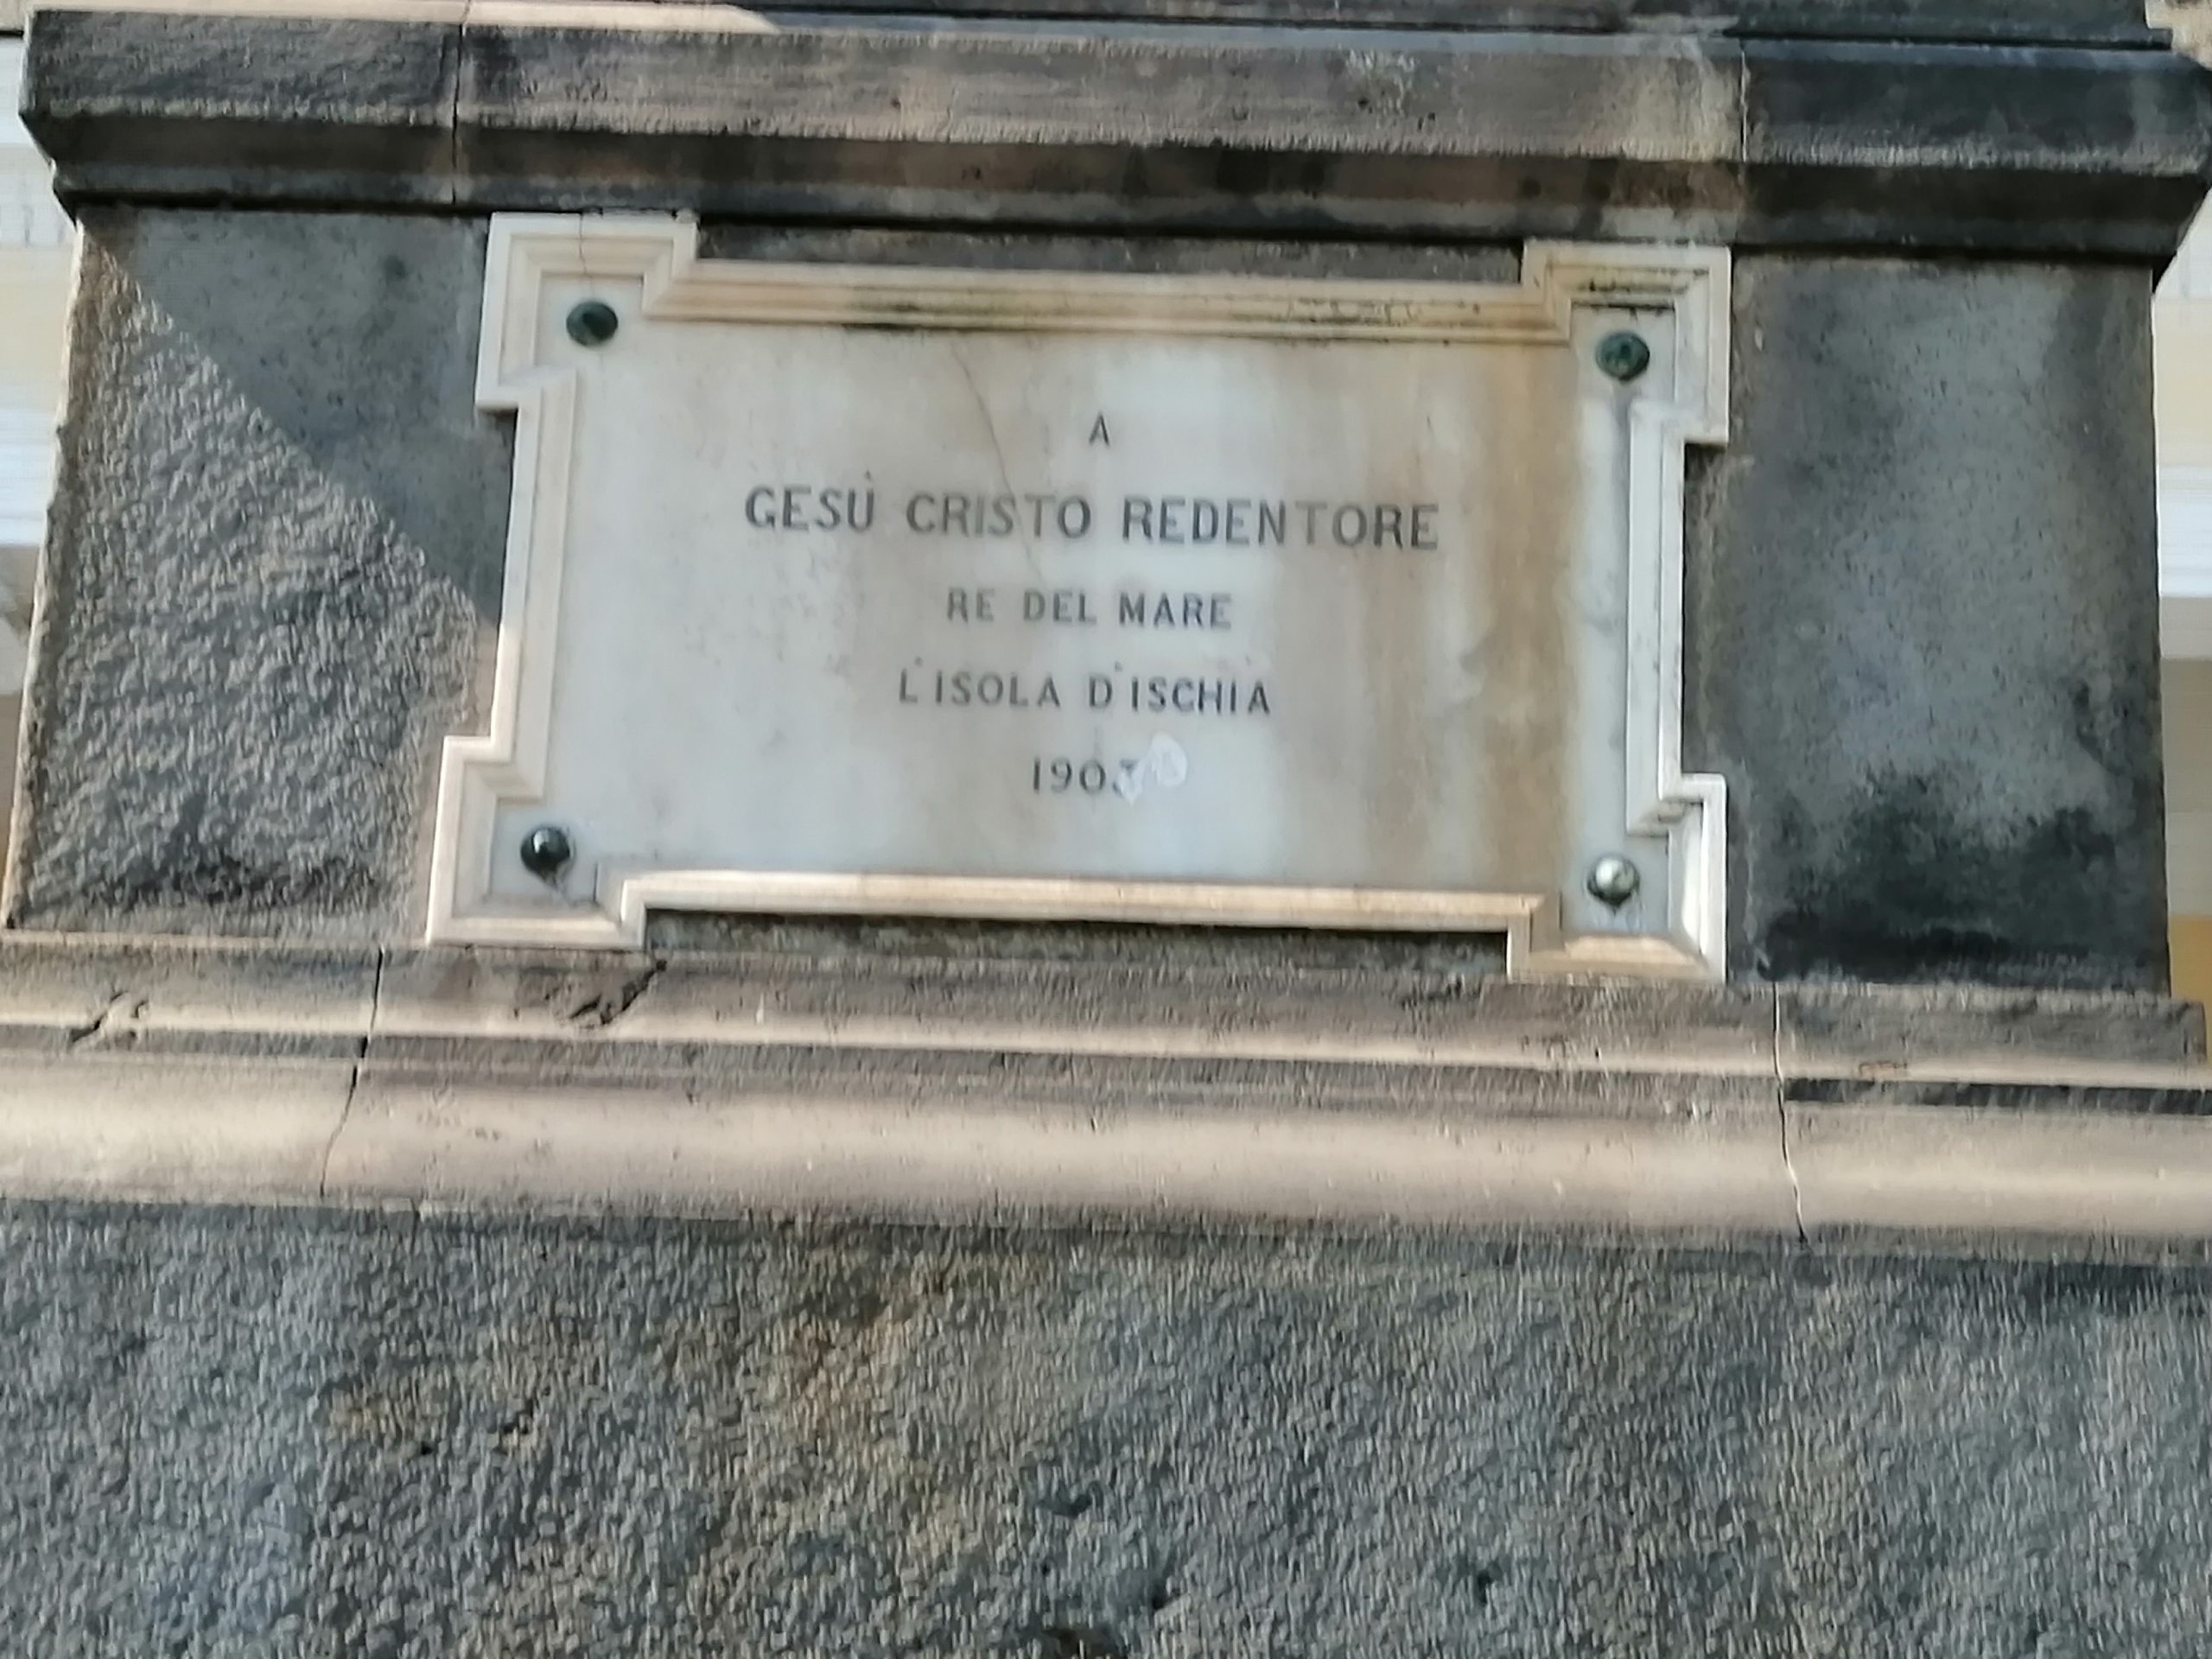 A
GESÙ CRISTO REDENTORE
RE DEL MARE
L'ISOLA D'ISCHIA